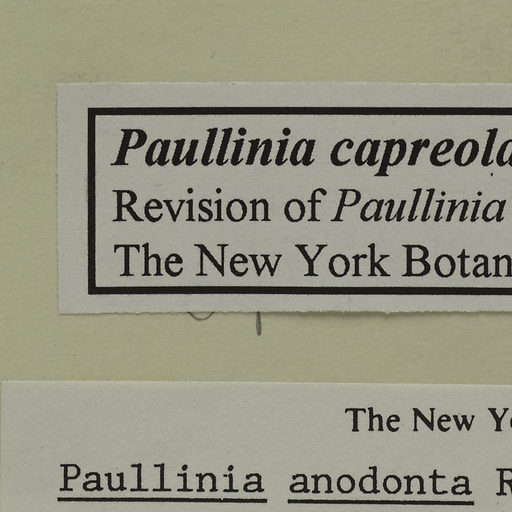 Paullinia capreola
Revision of Paullinia
The New York Botan
The New Y
Paullinia anodonta R